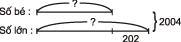 ?
Số bé :
?
Số lớn :
2004
202